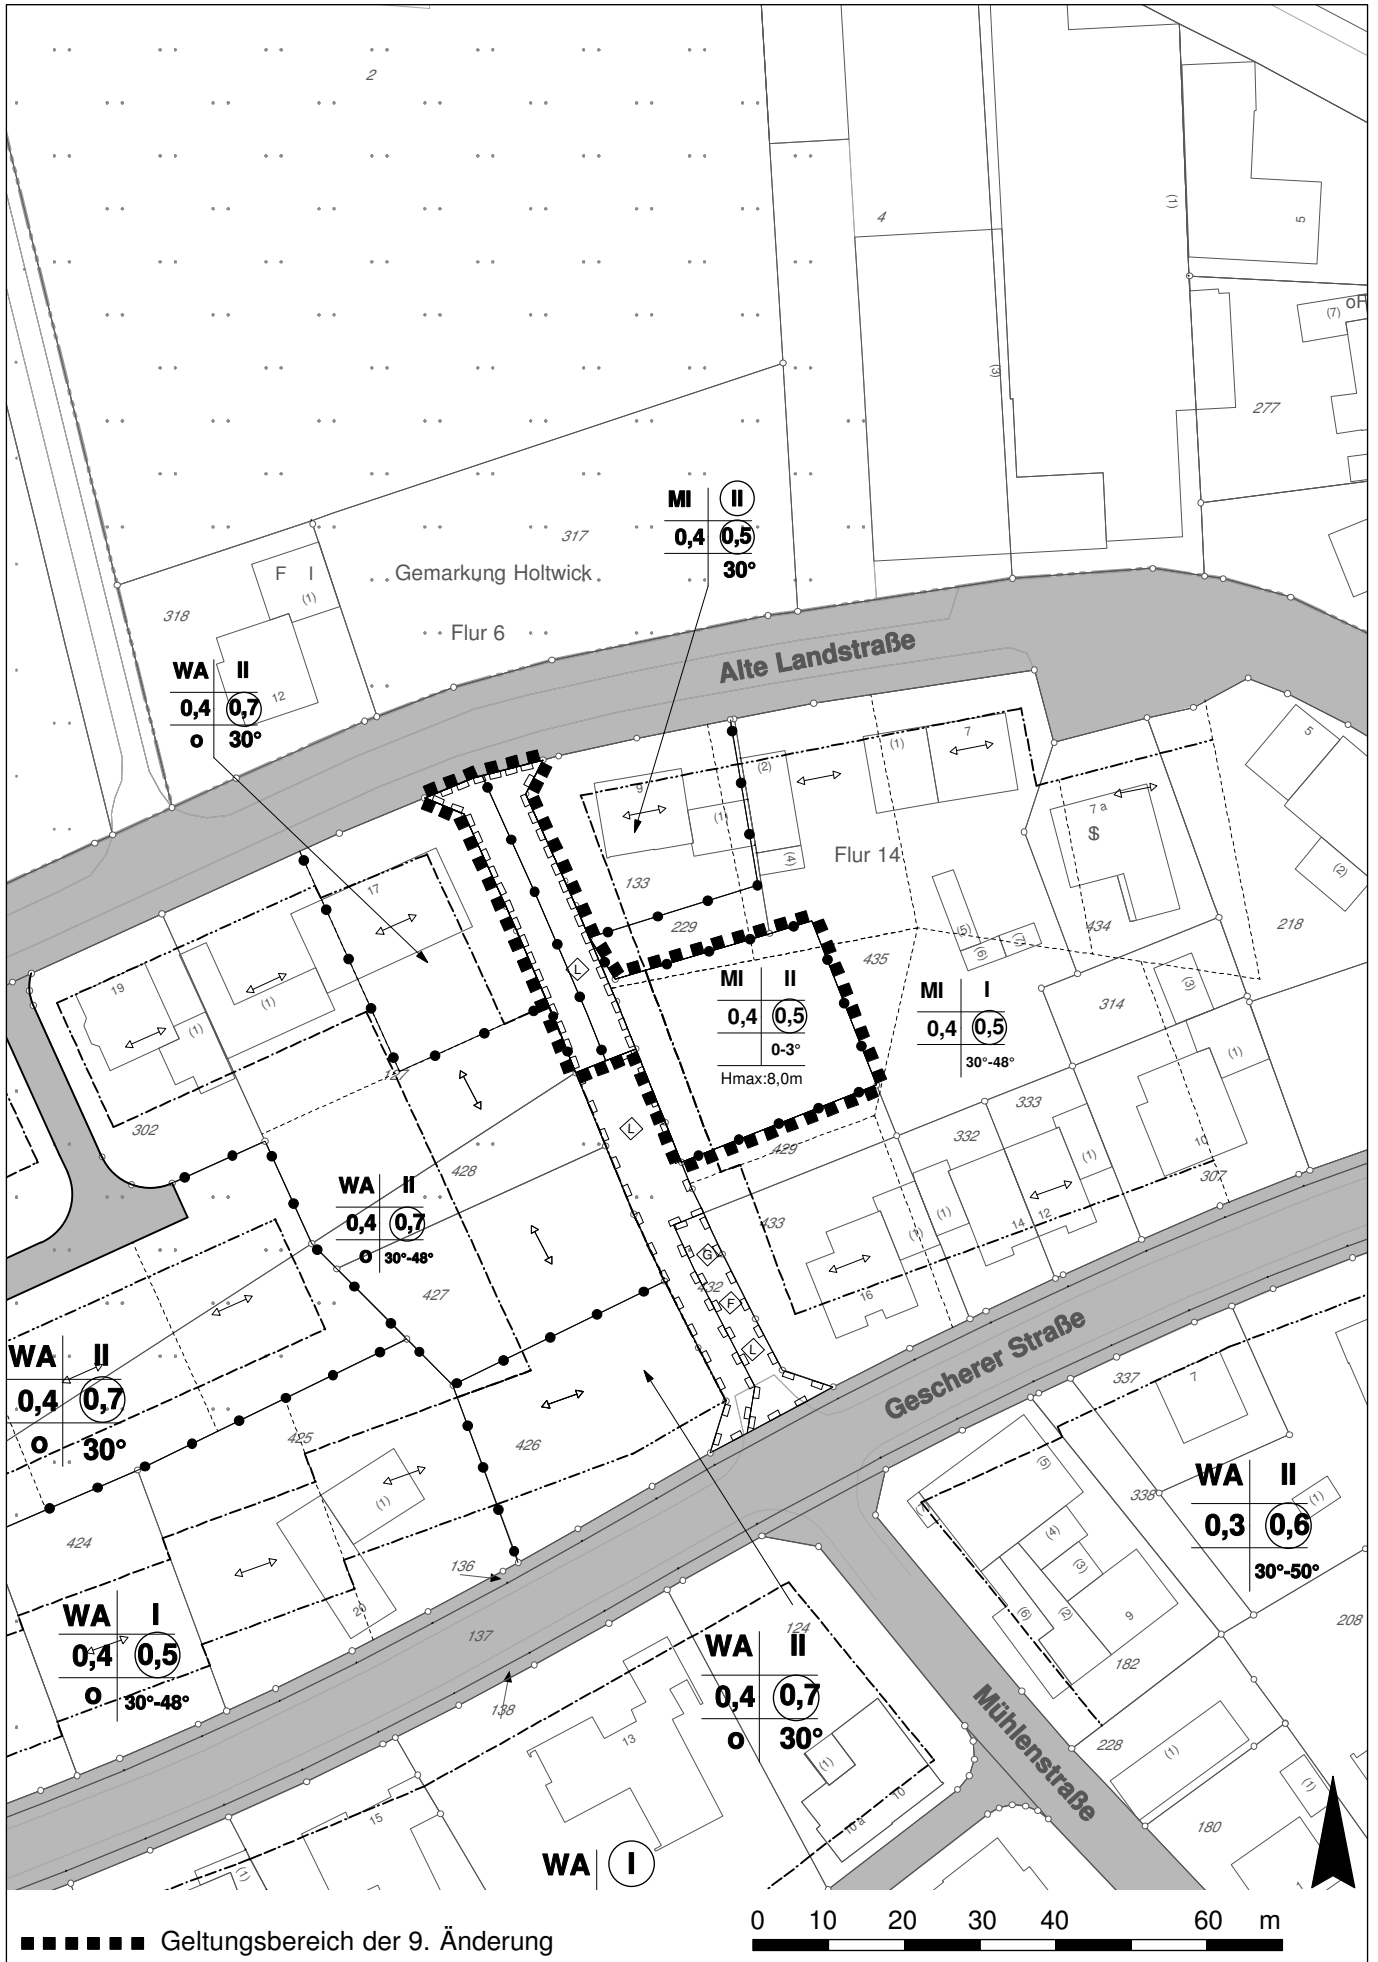 2
4
(1)
5
(3)
(7)
277
MI II
0,4 0,5
30°
317
F I
(1)
Gemarkung Holtwick
318
Flur 6
12
WA II
0,4 0,7
o 30°
Alte Landstraße
9
(1)
(2)
(4)
(1)
7
5
7 a
Flur 14
133
229
17
(2)
218
434
(5)
(6)
435
L
19
(1)
(1)
MI II
0,4 0,5
0-3°
Hmax:8,0m
MI I
0,4 0,5
30°-48°
314
(3)
(1)
127
302
L
333
332
429
10
(1)
307
428
WA II
0,4 0,7
o 30°-48°
433
(1)
14
12
G
432
F
16
427
L
Gescherer Straße
WA II
0,4 0,7
o 30°
337
7
425
426
(1)
(5)
338
WA II
0,3 0,6
30°-50°
(1)
424
(4)
(3)
(2)
(6)
9
136
20
WA I
0,4 0,5
o 30°-48°
137
124
WA II
0,4 0,7
o 30°
182
208
138
Mühlenstraße
13
228
(1)
(1)
10
10 a
(1)
15
180
(1)
WA I
Geltungsbereich der 9. Änderung
0 10 20 30 40 60 m